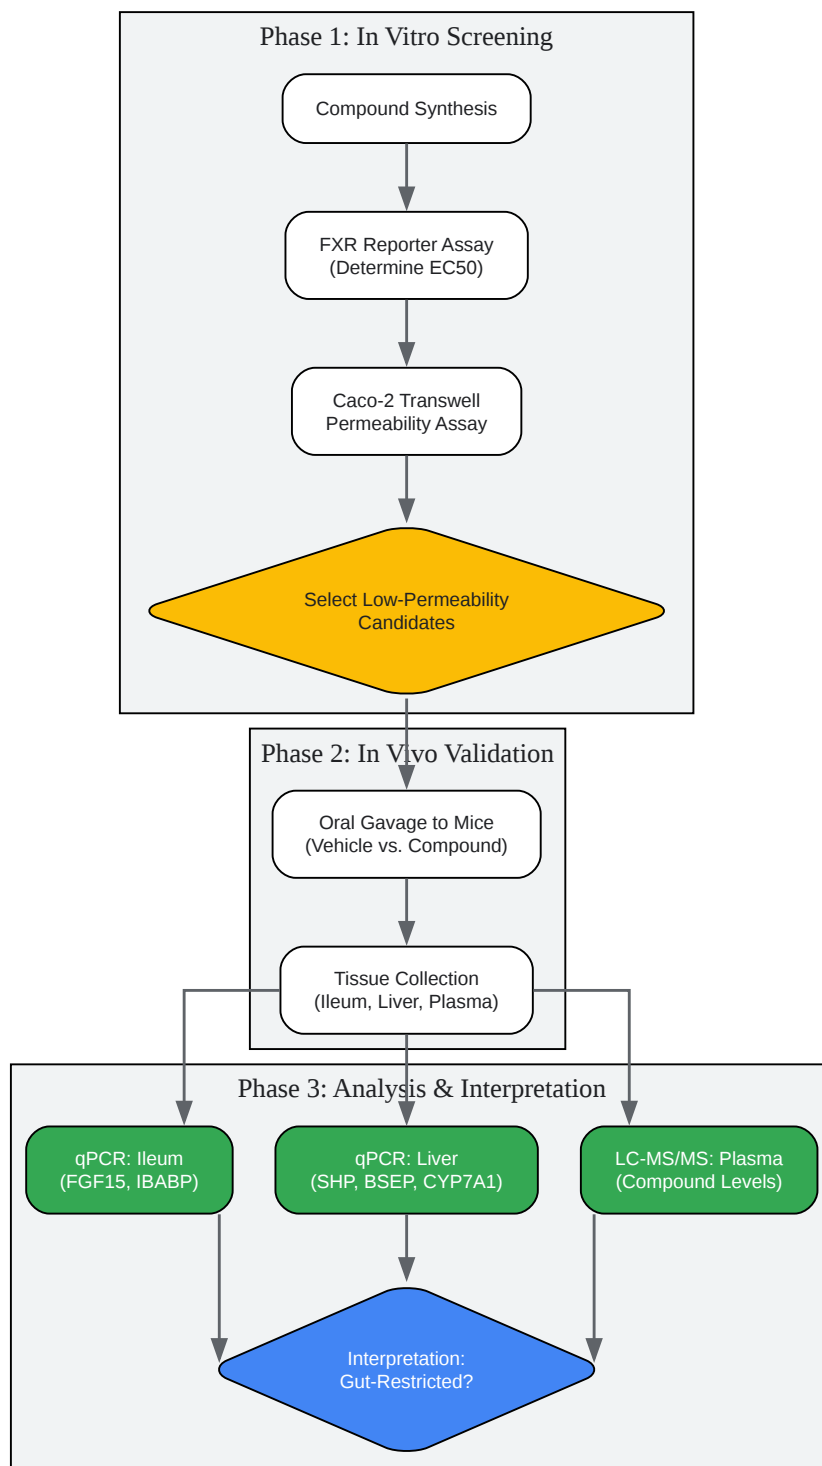 Phase 1: In Vitro Screening
Compound Synthesis
FXR Reporter Assay
(Determine EC50)
Caco-2 Transwell
Permeability Assay
Select Low-Permeability
Candidates
Phase 2: In Vivo Validation
Oral Gavage to Mice
(Vehicle vs. Compound)
Tissue Collection
(Ileum, Liver, Plasma)
Phase 3: Analysis & Interpretation
qPCR: Ileum
(FGF15, IBABP)
qPCR: Liver
(SHP, BSEP, CYP7A1)
LC-MS/MS: Plasma
(Compound Levels)
Interpretation:
Gut-Restricted?